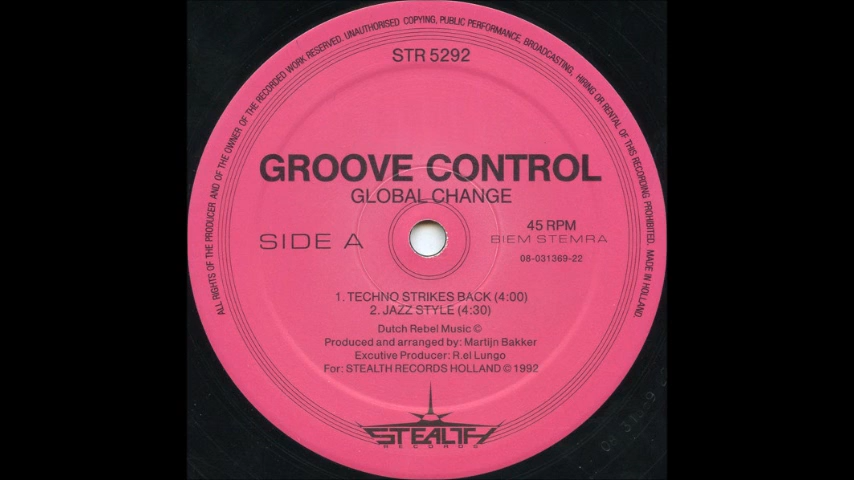 ALL RIGHTS OF THE PRODUCER AND OF THE OWNER OF THE RECORDED WORK RESERVED. UNAUTHORISED COPYING, PUBLIC PERFORMANCE, BROADCASTING, HIRING OR RENTAL OF THIS RECORDING PROHIBITED. MADE IN HOLLAND.
STR 5292
GROOVE CONTROL
GLOBAL CHANGE
SIDE A
45 RPM
BIEM STEMRA
08-031369-22
1. TECHNO STRIKES BACK (4:00)
2. JAZZ STYLE (4:30)
Dutch Rebel Music ©
Produced and arranged by: Martijn Bakker
Excutive Producer: R.el Lungo
For: STEALTH RECORDS HOLLAND © 1992
STEALTH
RECORDS